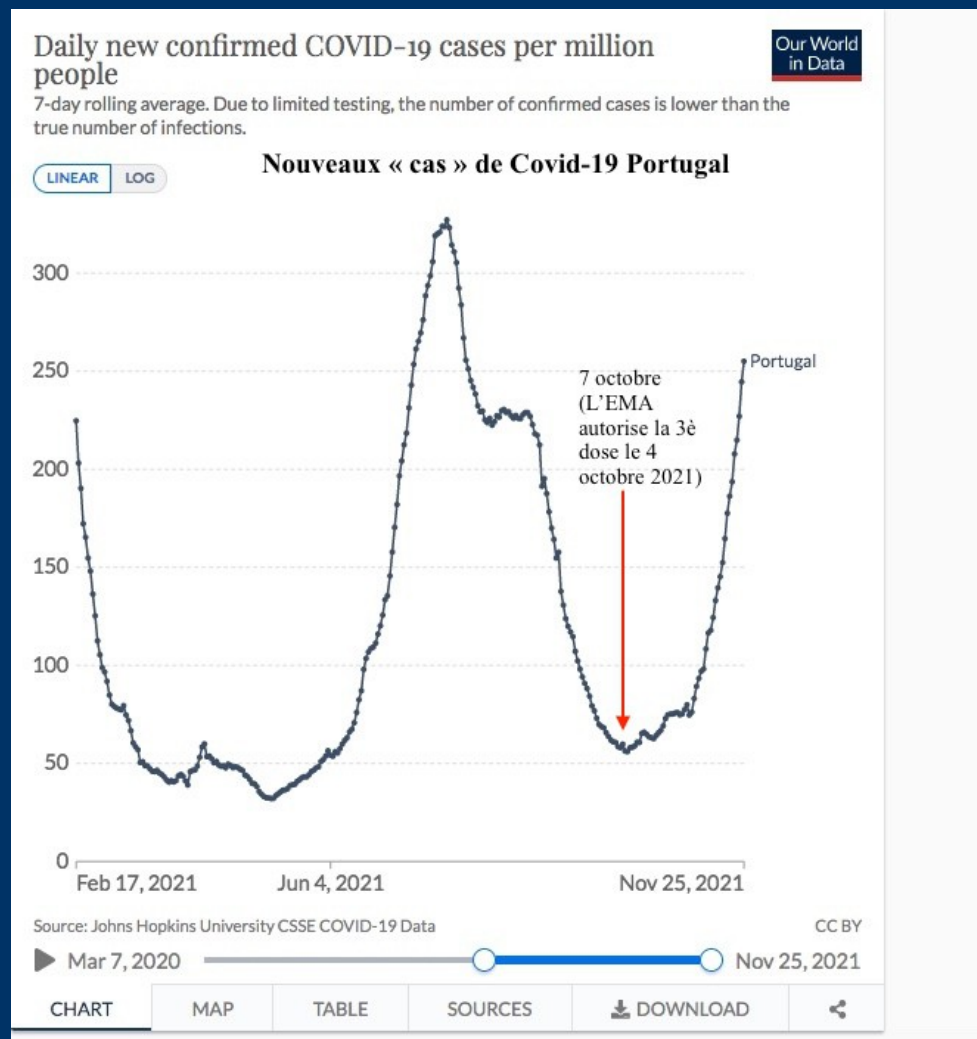 Daily new confirmed COVID-19 cases per million
people
Our World
in Data
7-day rolling average. Due to limited testing, the number of confirmed cases is lower than the
true number of infections.
LINEAR LOG
Nouveaux « cas » de Covid-19 Portugal
300
250
200
150
100
50
0
Portugal
7 octobre
(L'EMA
autorise la 3è
dose le 4
octobre 2021)
Feb 17, 2021 Jun 4, 2021 Nov 25, 2021
Source: Johns Hopkins University CSSE COVID-19 Data CC BY
Mar 7, 2020 Nov 25, 2021
CHART MAP TABLE SOURCES DOWNLOAD